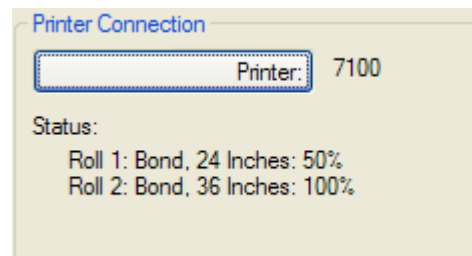 Printer Connection
Printer: 7100
Status:
Roll 1: Bond, 24 Inches: 50%
Roll 2: Bond, 36 Inches: 100%